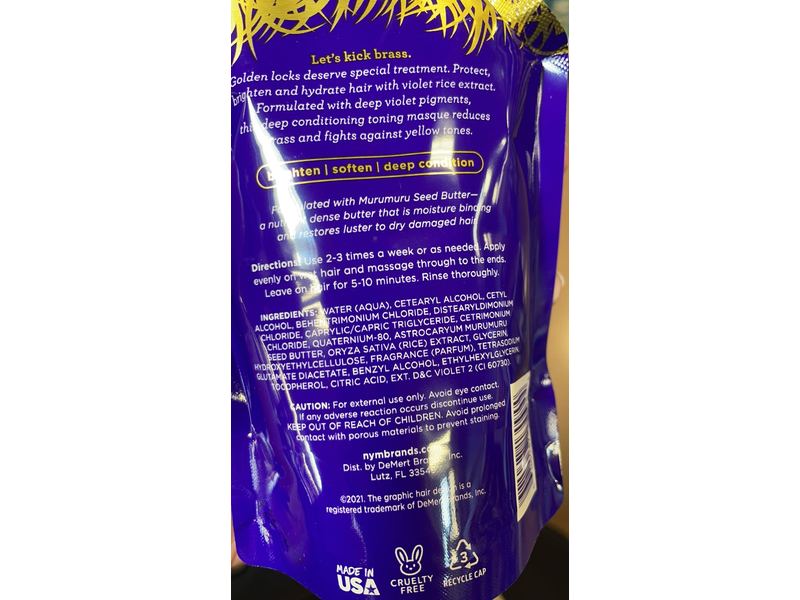 Let's kick brass.
Golden locks deserve special treatment. Protect,
brighten and hydrate hair with violet rice extract.
Formulated with deep violet pigments,
this deep conditioning toning masque reduces
brass and fights against yellow tones.
brighten | soften | deep condition
Formulated with Murumuru Seed Butter—
a nutrient dense butter that is moisture binding
and restores luster to dry damaged hair.
Directions: Use 2-3 times a week or as needed. Apply
evenly on wet hair and massage through to the ends.
Leave on hair for 5-10 minutes. Rinse thoroughly.
INGREDIENTS: WATER (AQUA), CETEARYL ALCOHOL, CETYL
ALCOHOL, BEHENTRIMONIUM CHLORIDE, DISTEARYLDIMONIUM
CHLORIDE, CAPRYLIC/CAPRIC TRIGLYCERIDE, CETRIMONIUM
CHLORIDE, QUATERNIUM-80, ASTROCARYUM MURUMURU
SEED BUTTER, ORYZA SATIVA (RICE) EXTRACT, GLYCERIN,
HYDROXYETHYLCELLULOSE, FRAGRANCE (PARFUM), TETRASODIUM
GLUTAMATE DIACETATE, BENZYL ALCOHOL, ETHYLHEXYLGLYCERIN,
TOCOPHEROL, CITRIC ACID, EXT. D&C VIOLET 2 (CI 60730).
CAUTION: For external use only. Avoid eye contact.
If any adverse reaction occurs discontinue use.
KEEP OUT OF REACH OF CHILDREN. Avoid prolonged
contact with porous materials to prevent staining.
nymbrands.com
Dist. by DeMert Brands, Inc.
Lutz, FL
©2021. The graphic hair design is a
registered trademark of DeMert Brands, Inc.
MADE IN
USA
CRUELTY
FREE
3
RECYCLE CAP